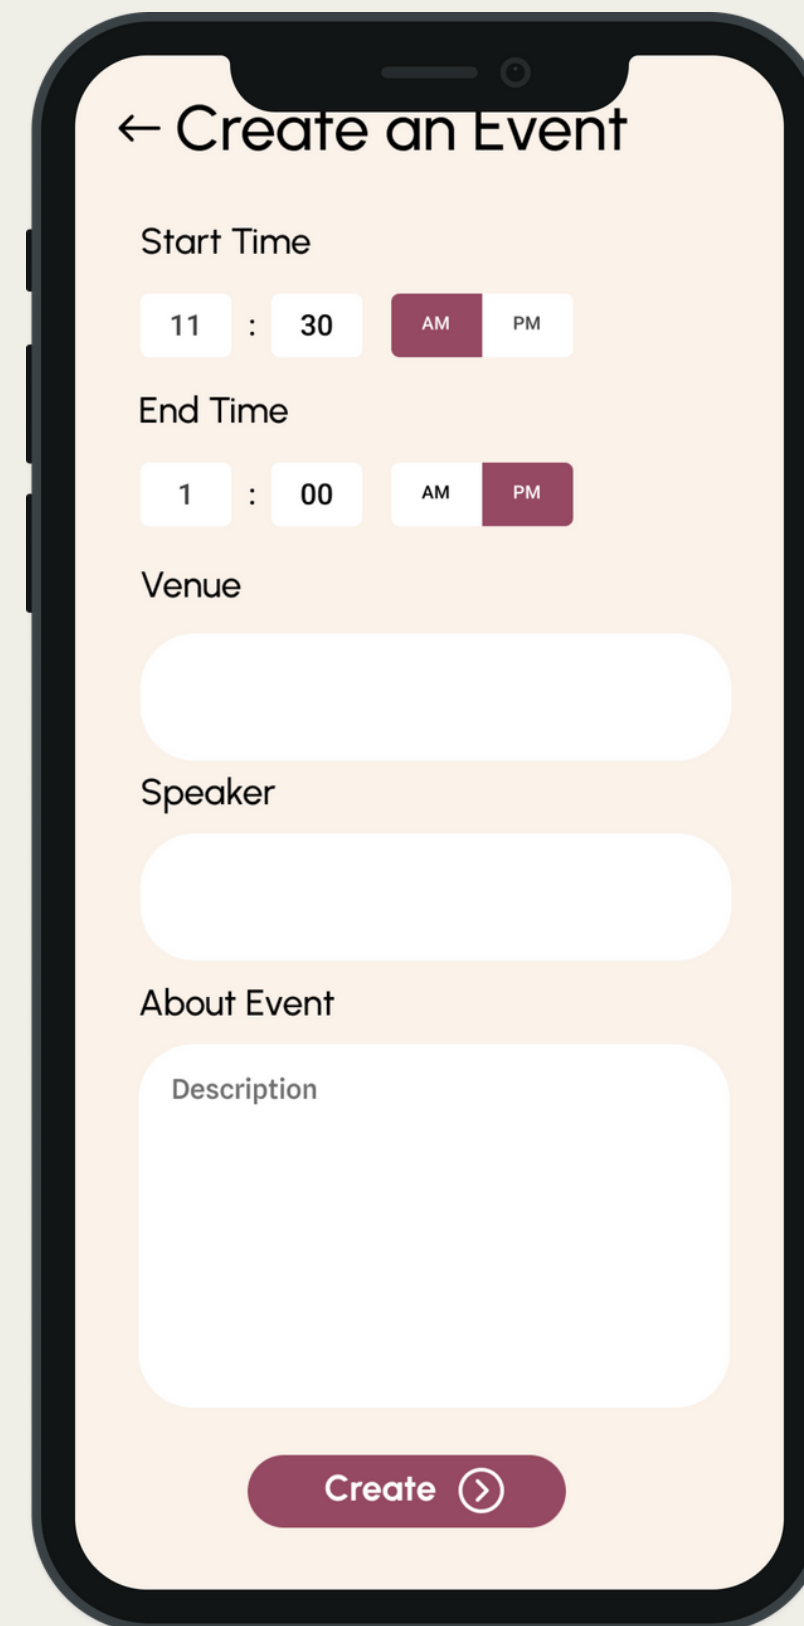 ← Create an Event
Start Time
11 : 30 AM PM
End Time
1 : 00 AM PM
Venue
Speaker
About Event
Description
Create